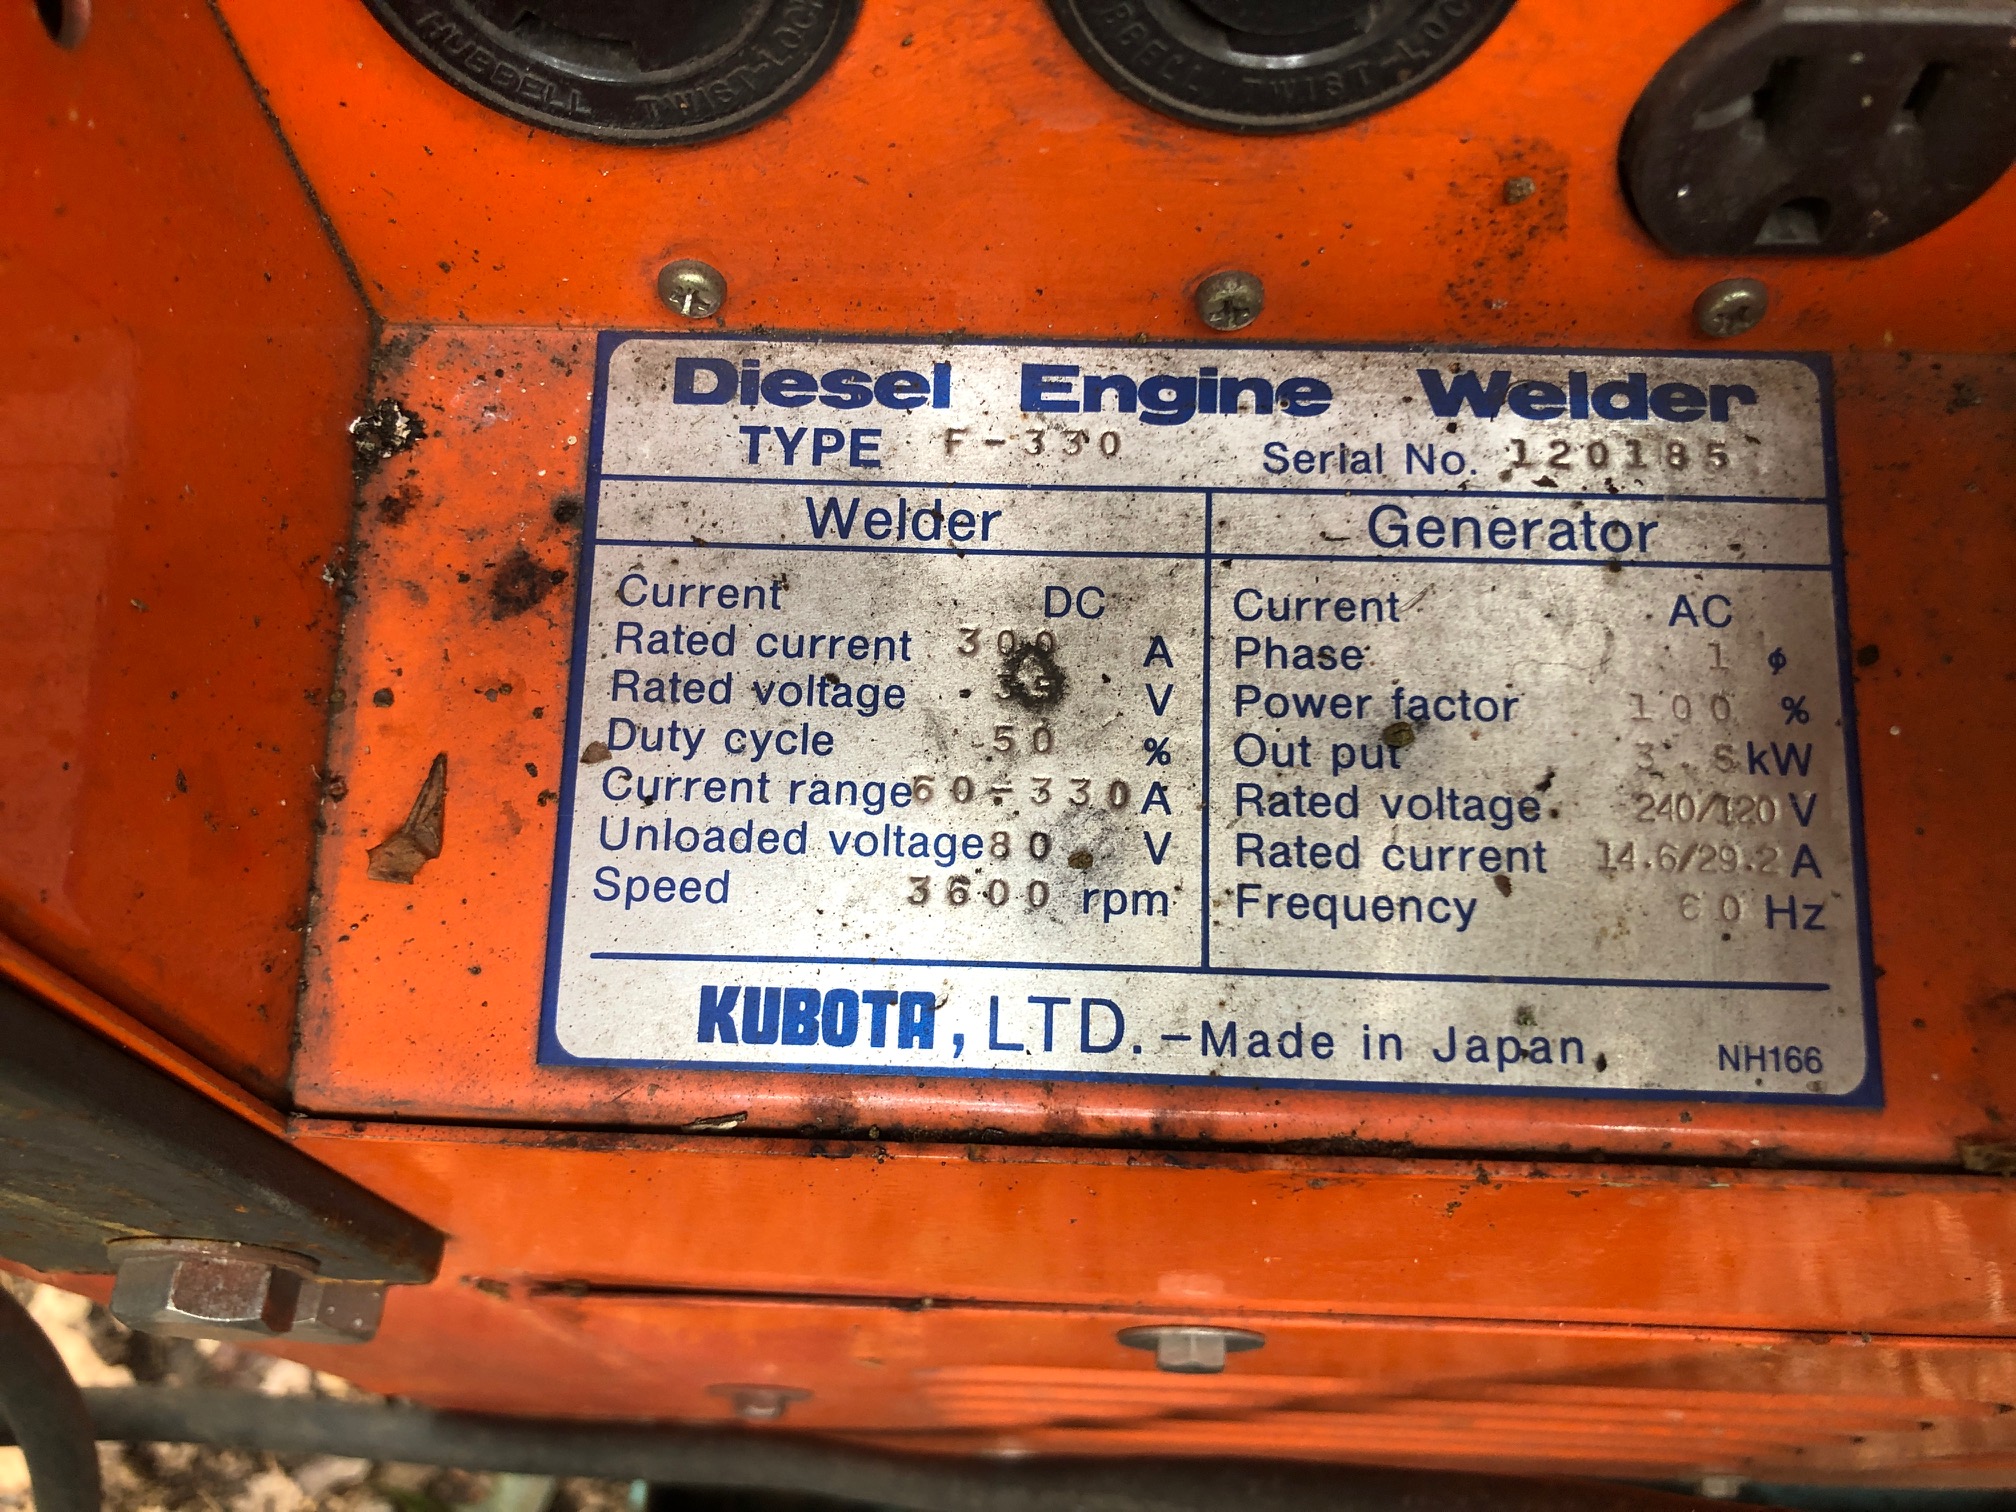 HUBBELL TWIST-LOCK
TWIST-LOC
Diesel Engine Welder
TYPE F-330 Serial No. 120185
Welder
Current DC
Rated current 300 A
Rated voltage V
Duty cycle 50 %
Current range 60-330 A
Unloaded voltage 80 V
Speed 3600 rpm
Generator
Current AC
Phase 1 φ
Power factor 100 %
Out put 3.5 kW
Rated voltage 240/120 V
Rated current 14.6/29.2 A
Frequency 60 Hz
KUBOTA, LTD. -Made in Japan. NH166